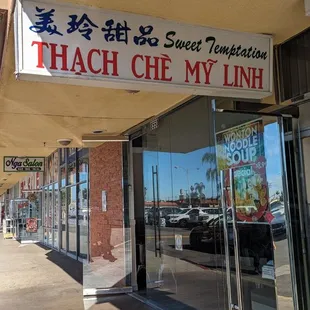 美玲甜品 Sweet Temptation
THẠCH CHÈ MỸ LINH
Nga Salon
WONTON
NOODLE
SOUP